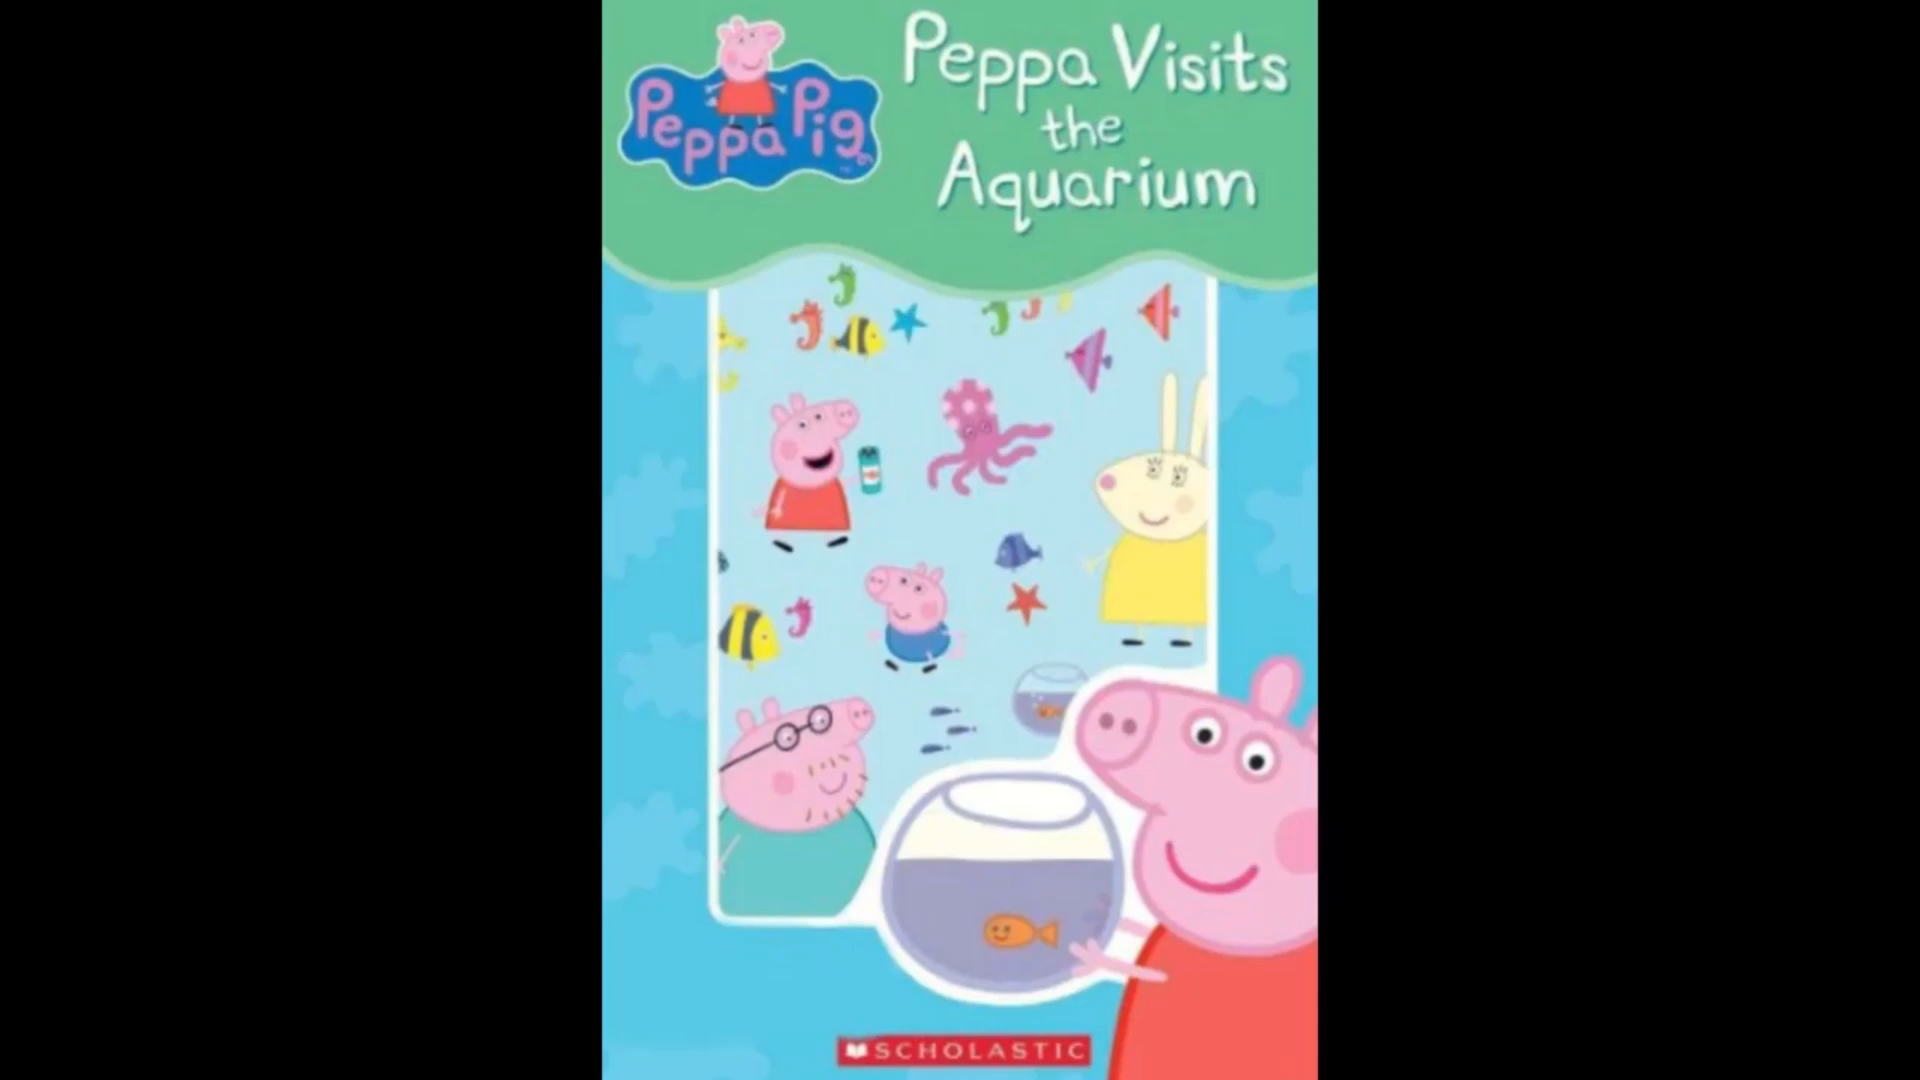 Peppa Pig
Peppa Visits
the
Aquarium
SCHOLASTIC